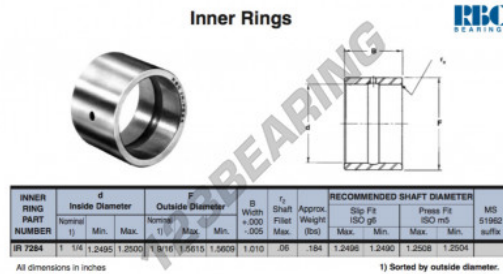 Inner Rings
RBC
BEARINGS
123BEARING
B
d
F
INNER RING PART NUMBER
d Inside Diameter
F Outside Diameter
B Width +.000 -.005
Shaft Fillet Max.
Approx. Weight (lbs)
RECOMMENDED SHAFT DIAMETER
MS 51962 suffix
Nominal 1) Min. Max.
Nominal 1) Min. Max.
Slip Fit ISO g6
Press Fit ISO m5
Max. Min. Max. Min.
IR 7284 1 1/4 1.2495 1.2500 1 9/16 1.5615 1.5609 1.010 .06 .184 1.2496 1.2490 1.2508 1.2504
All dimensions in inches
1) Sorted by outside diameter.